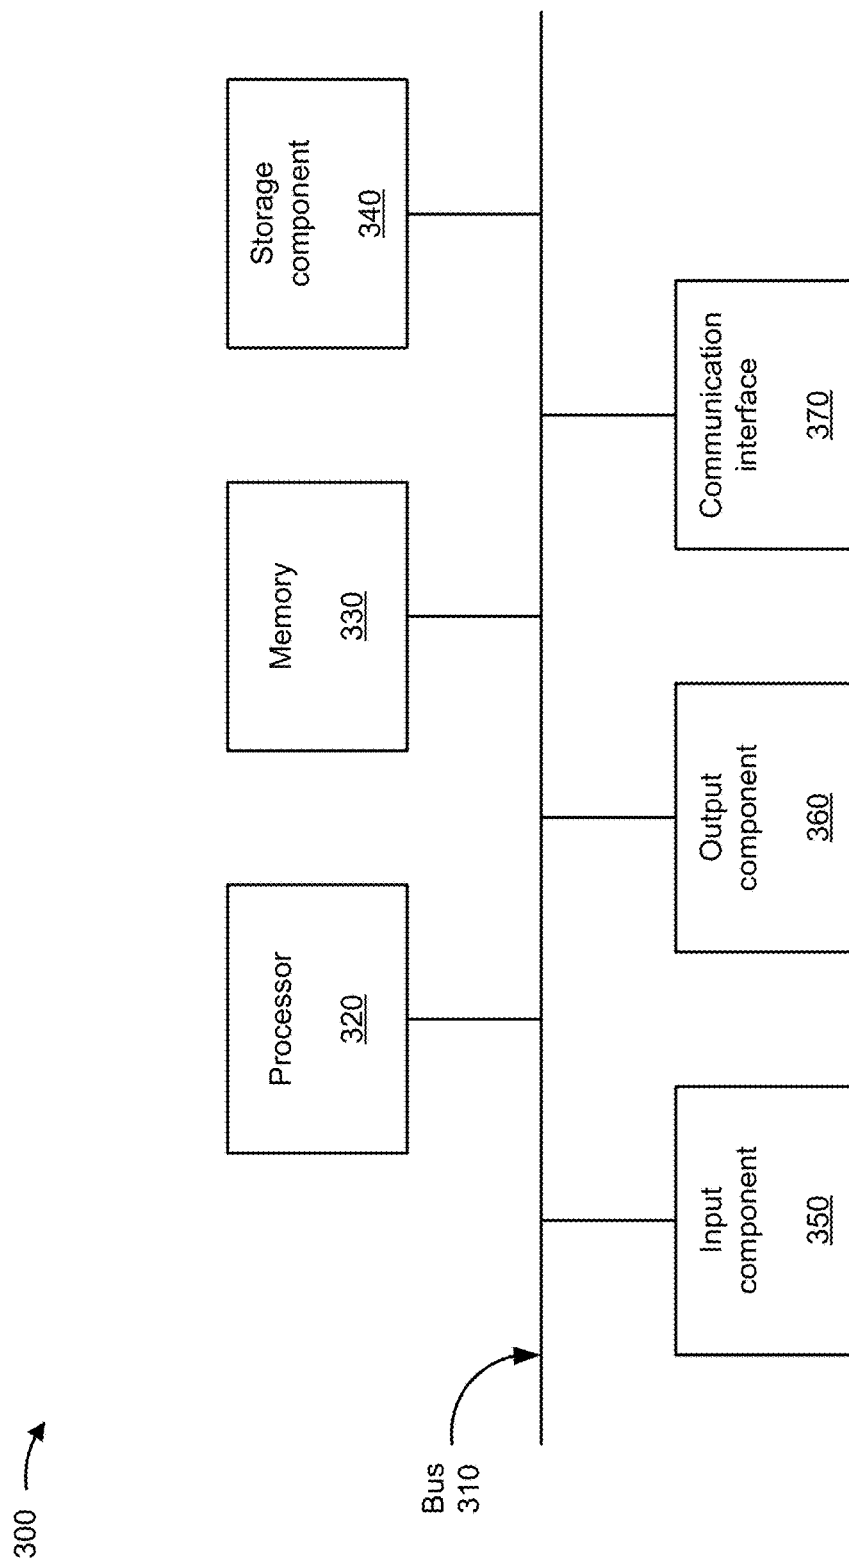 300
Bus
310
Processor
320
Memory
330
Storage
component
340
Input
component
350
Output
component
360
Communication
interface
370